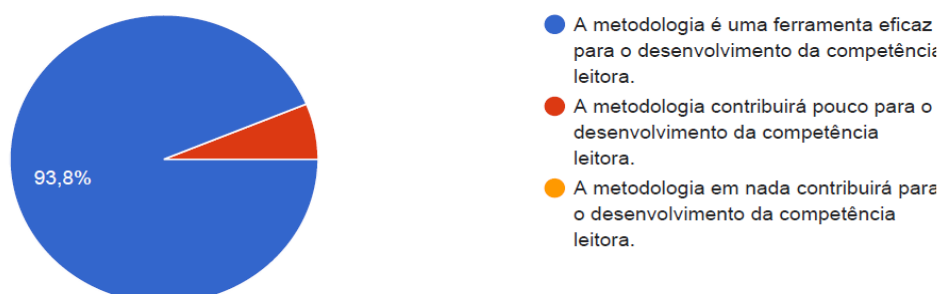 93,8%
A metodologia é uma ferramenta eficaz
para o desenvolvimento da competência
leitora.
A metodologia contribuirá pouco para o
desenvolvimento da competência
leitora.
A metodologia em nada contribuirá para
o desenvolvimento da competência
leitora.